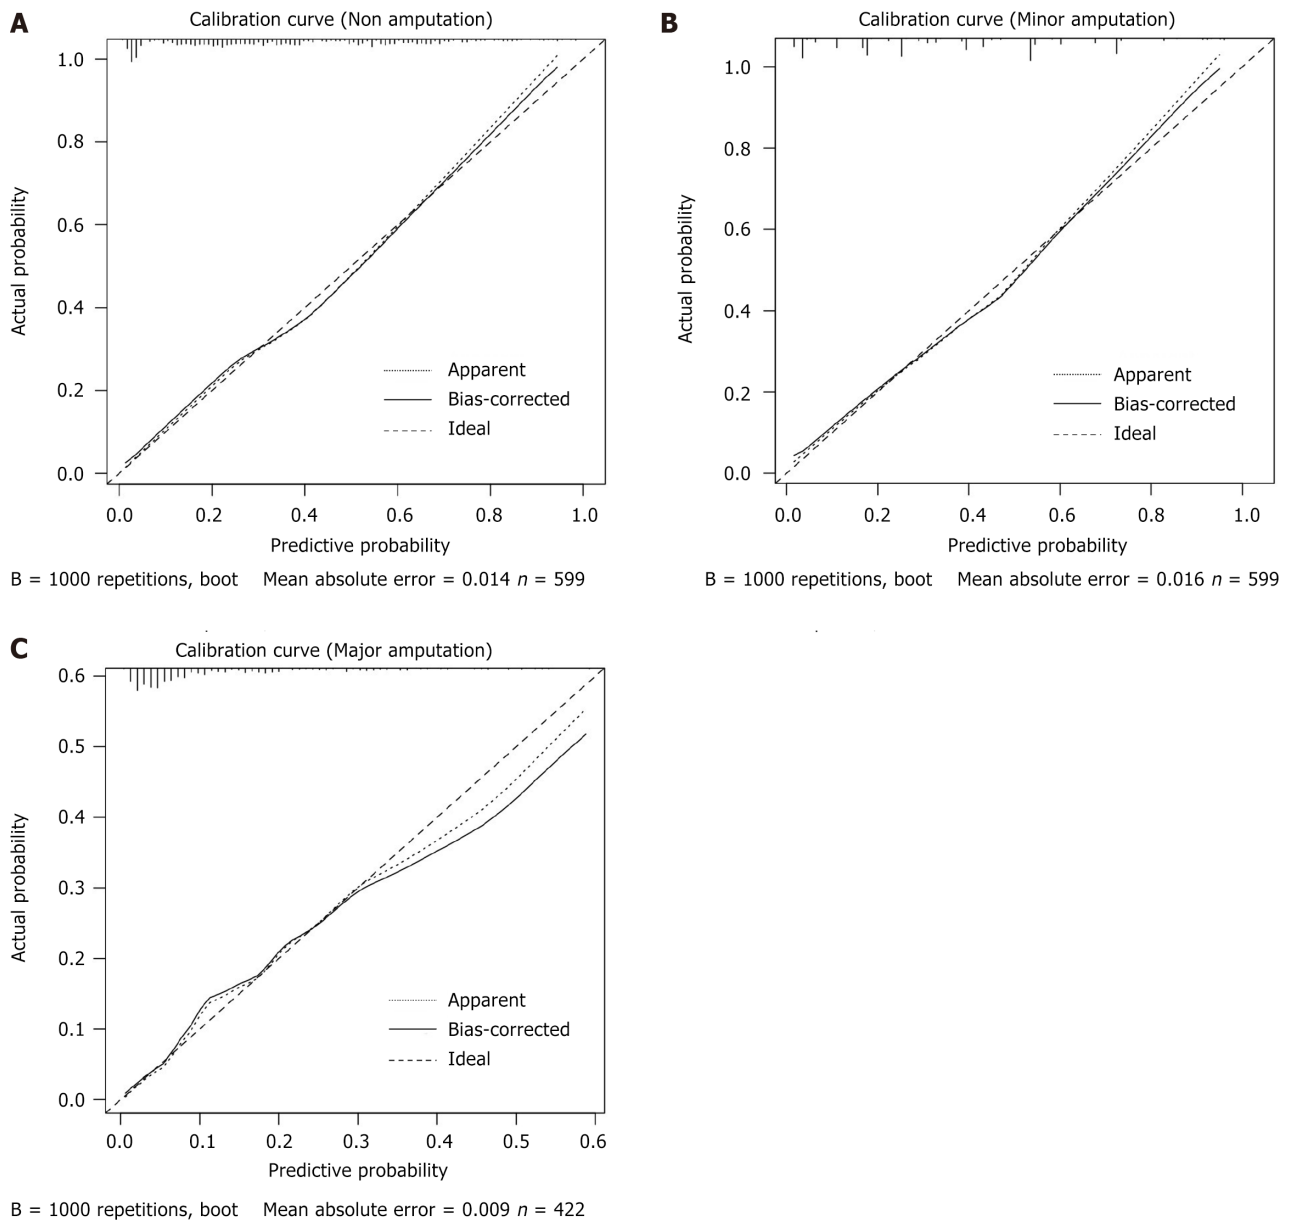 A
Calibration curve (Non amputation)
1.0
0.8
0.6
0.4
0.2
0.0
Actual probability
Apparent
Bias-corrected
Ideal
0.0 0.2 0.4 0.6 0.8 1.0
Predictive probability
B = 1000 repetitions, boot Mean absolute error = 0.014 n = 599
B
Calibration curve (Minor amputation)
1.0
0.8
0.6
0.4
0.2
0.0
Actual probability
Apparent
Bias-corrected
Ideal
0.0 0.2 0.4 0.6 0.8 1.0
Predictive probability
B = 1000 repetitions, boot Mean absolute error = 0.016 n = 599
C
Calibration curve (Major amputation)
0.6
0.5
0.4
0.3
0.2
0.1
0.0
Actual probability
Apparent
Bias-corrected
Ideal
0.0 0.1 0.2 0.3 0.4 0.5 0.6
Predictive probability
B = 1000 repetitions, boot Mean absolute error = 0.009 n = 422